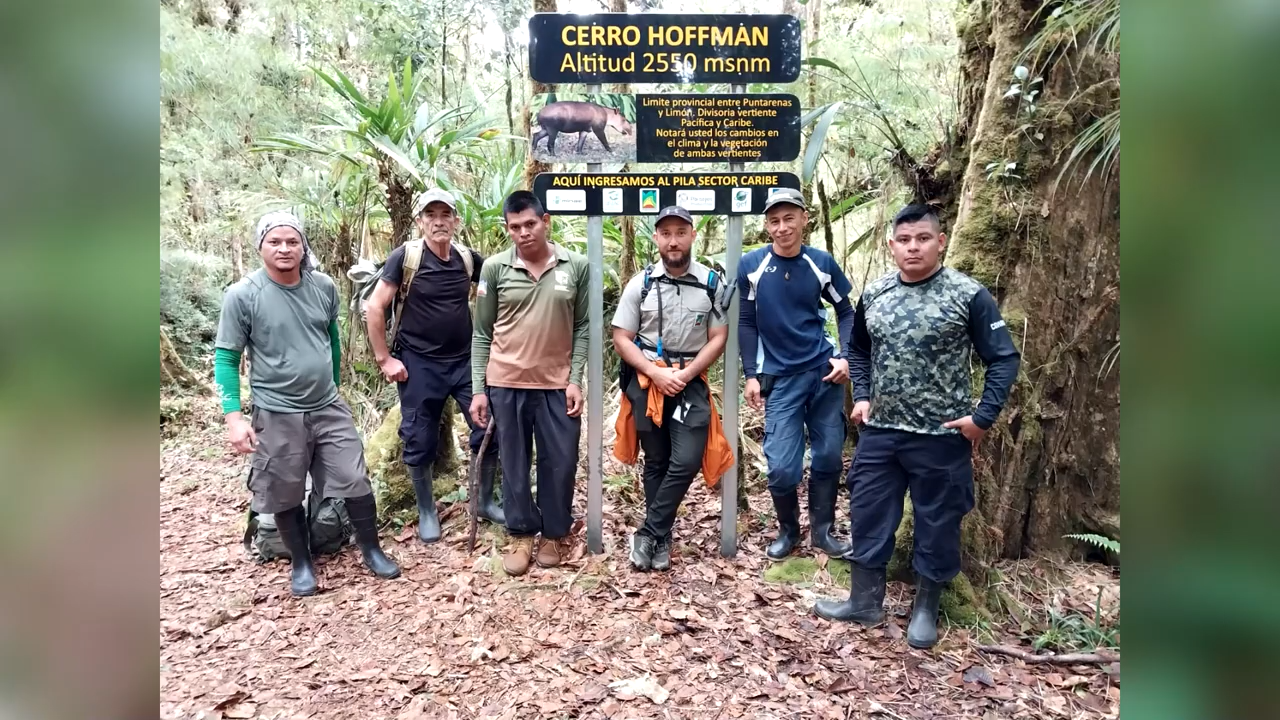 CERRO HOFFMAN
Altitud 2550 msnm
Limite provincial entre Puntarenas
y Limón. Divisoria vertiente
Pacífica y Caribe.
Notará usted los cambios en
el clima y la vegetación
de ambas vertientes
AQUÍ INGRESAMOS AL PILA SECTOR CARIBE